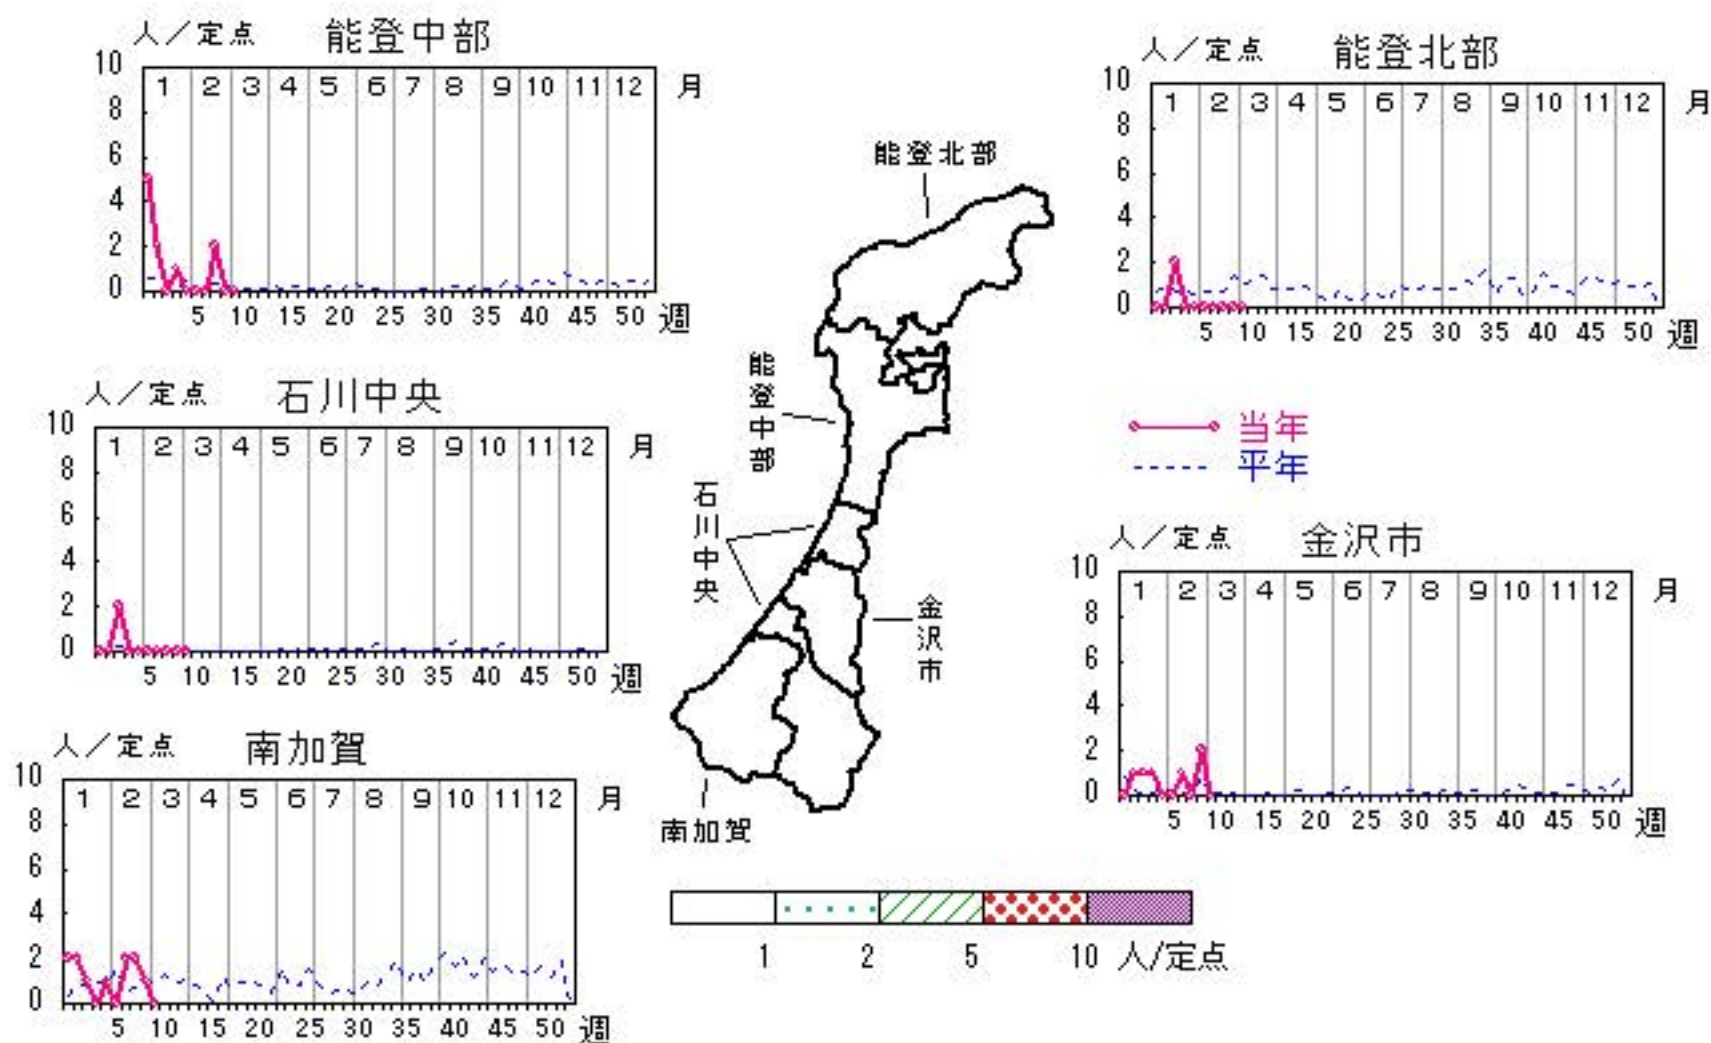 人／定点 能登中部
10 8 6 4 2 0
1 2 3 4 5 6 7 8 9 10 11 12 月
5 10 15 20 25 30 35 40 45 50 週
人／定点 能登北部
10 8 6 4 2 0
1 2 3 4 5 6 7 8 9 10 11 12 月
5 10 15 20 25 30 35 40 45 50 週
人／定点 石川中央
10 8 6 4 2 0
1 2 3 4 5 6 7 8 9 10 11 12 月
5 10 15 20 25 30 35 40 45 50 週
当年
平年
人／定点 金沢市
10 8 6 4 2 0
1 2 3 4 5 6 7 8 9 10 11 12 月
5 10 15 20 25 30 35 40 45 50 週
人／定点 南加賀
10 8 6 4 2 0
1 2 3 4 5 6 7 8 9 10 11 12 月
5 10 15 20 25 30 35 40 45 50 週
能登北部
能登中部
石川中央
金沢市
南加賀
1 2 5 10 人/定点